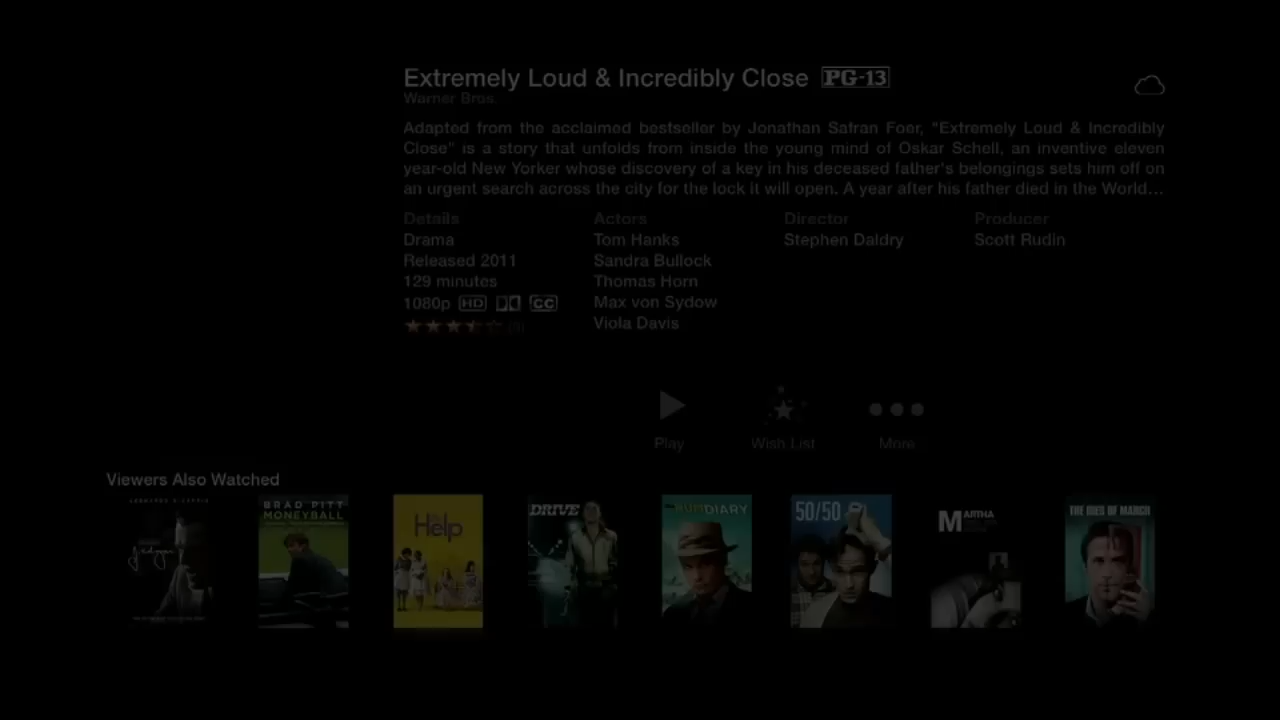 Extremely Loud & Incredibly Close PG-13
Warner Bros.
Adapted from the acclaimed bestseller by Jonathan Safran Foer, "Extremely Loud & Incredibly
Close" is a story that unfolds from inside the young mind of Oskar Schell, an inventive eleven
year-old New Yorker whose discovery of a key in his deceased father's belongings sets him off on
an urgent search across the city for the lock it will open. A year after his father died in the World...
Details Actors Director Producer
Drama Tom Hanks Stephen Daldry Scott Rudin
Released 2011 Sandra Bullock
129 minutes Thomas Horn
1080p HD CC Max von Sydow
Viola Davis
Play Wish List More
Viewers Also Watched
J. Edgar
BRAD PITT
MONEYBALL
The Help
DRIVE
RUM DIARY
50/50
MARTHA
THE IDES OF MARCH